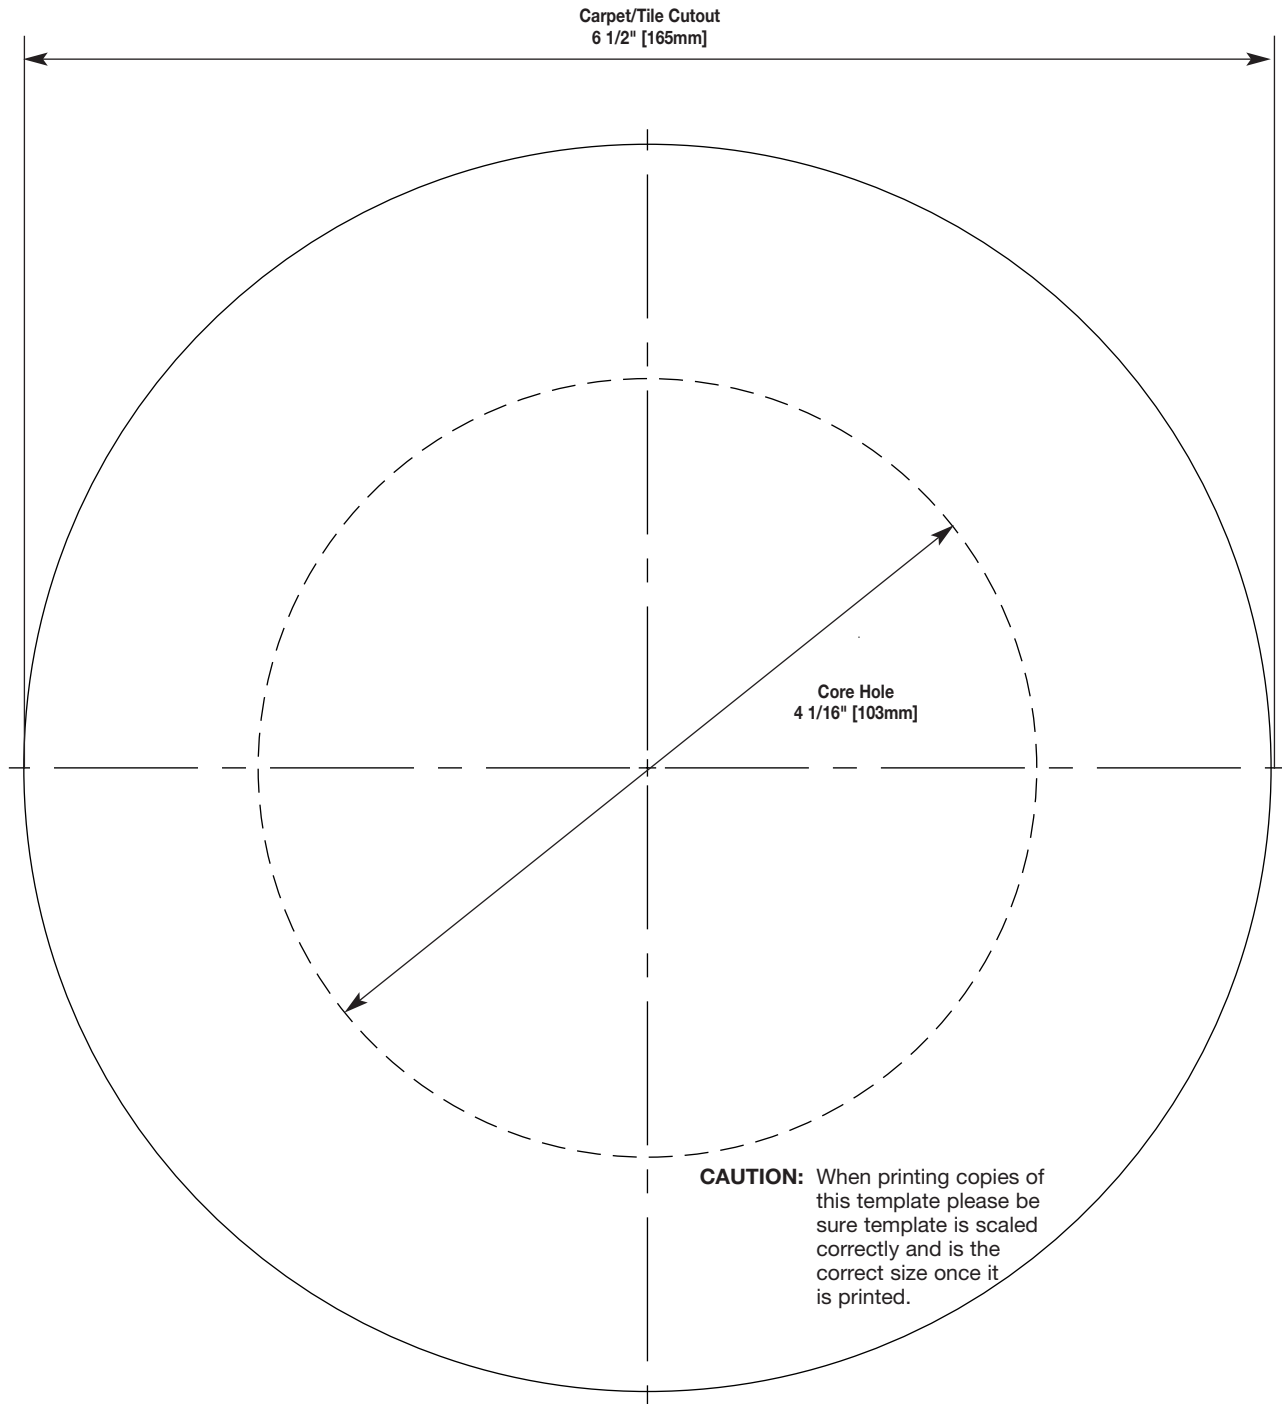 Carpet/Tile Cutout
6 1/2" [165mm]
Core Hole
4 1/16" [103mm]
CAUTION: When printing copies of
this template please be
sure template is scaled
correctly and is the
correct size once it
is printed.